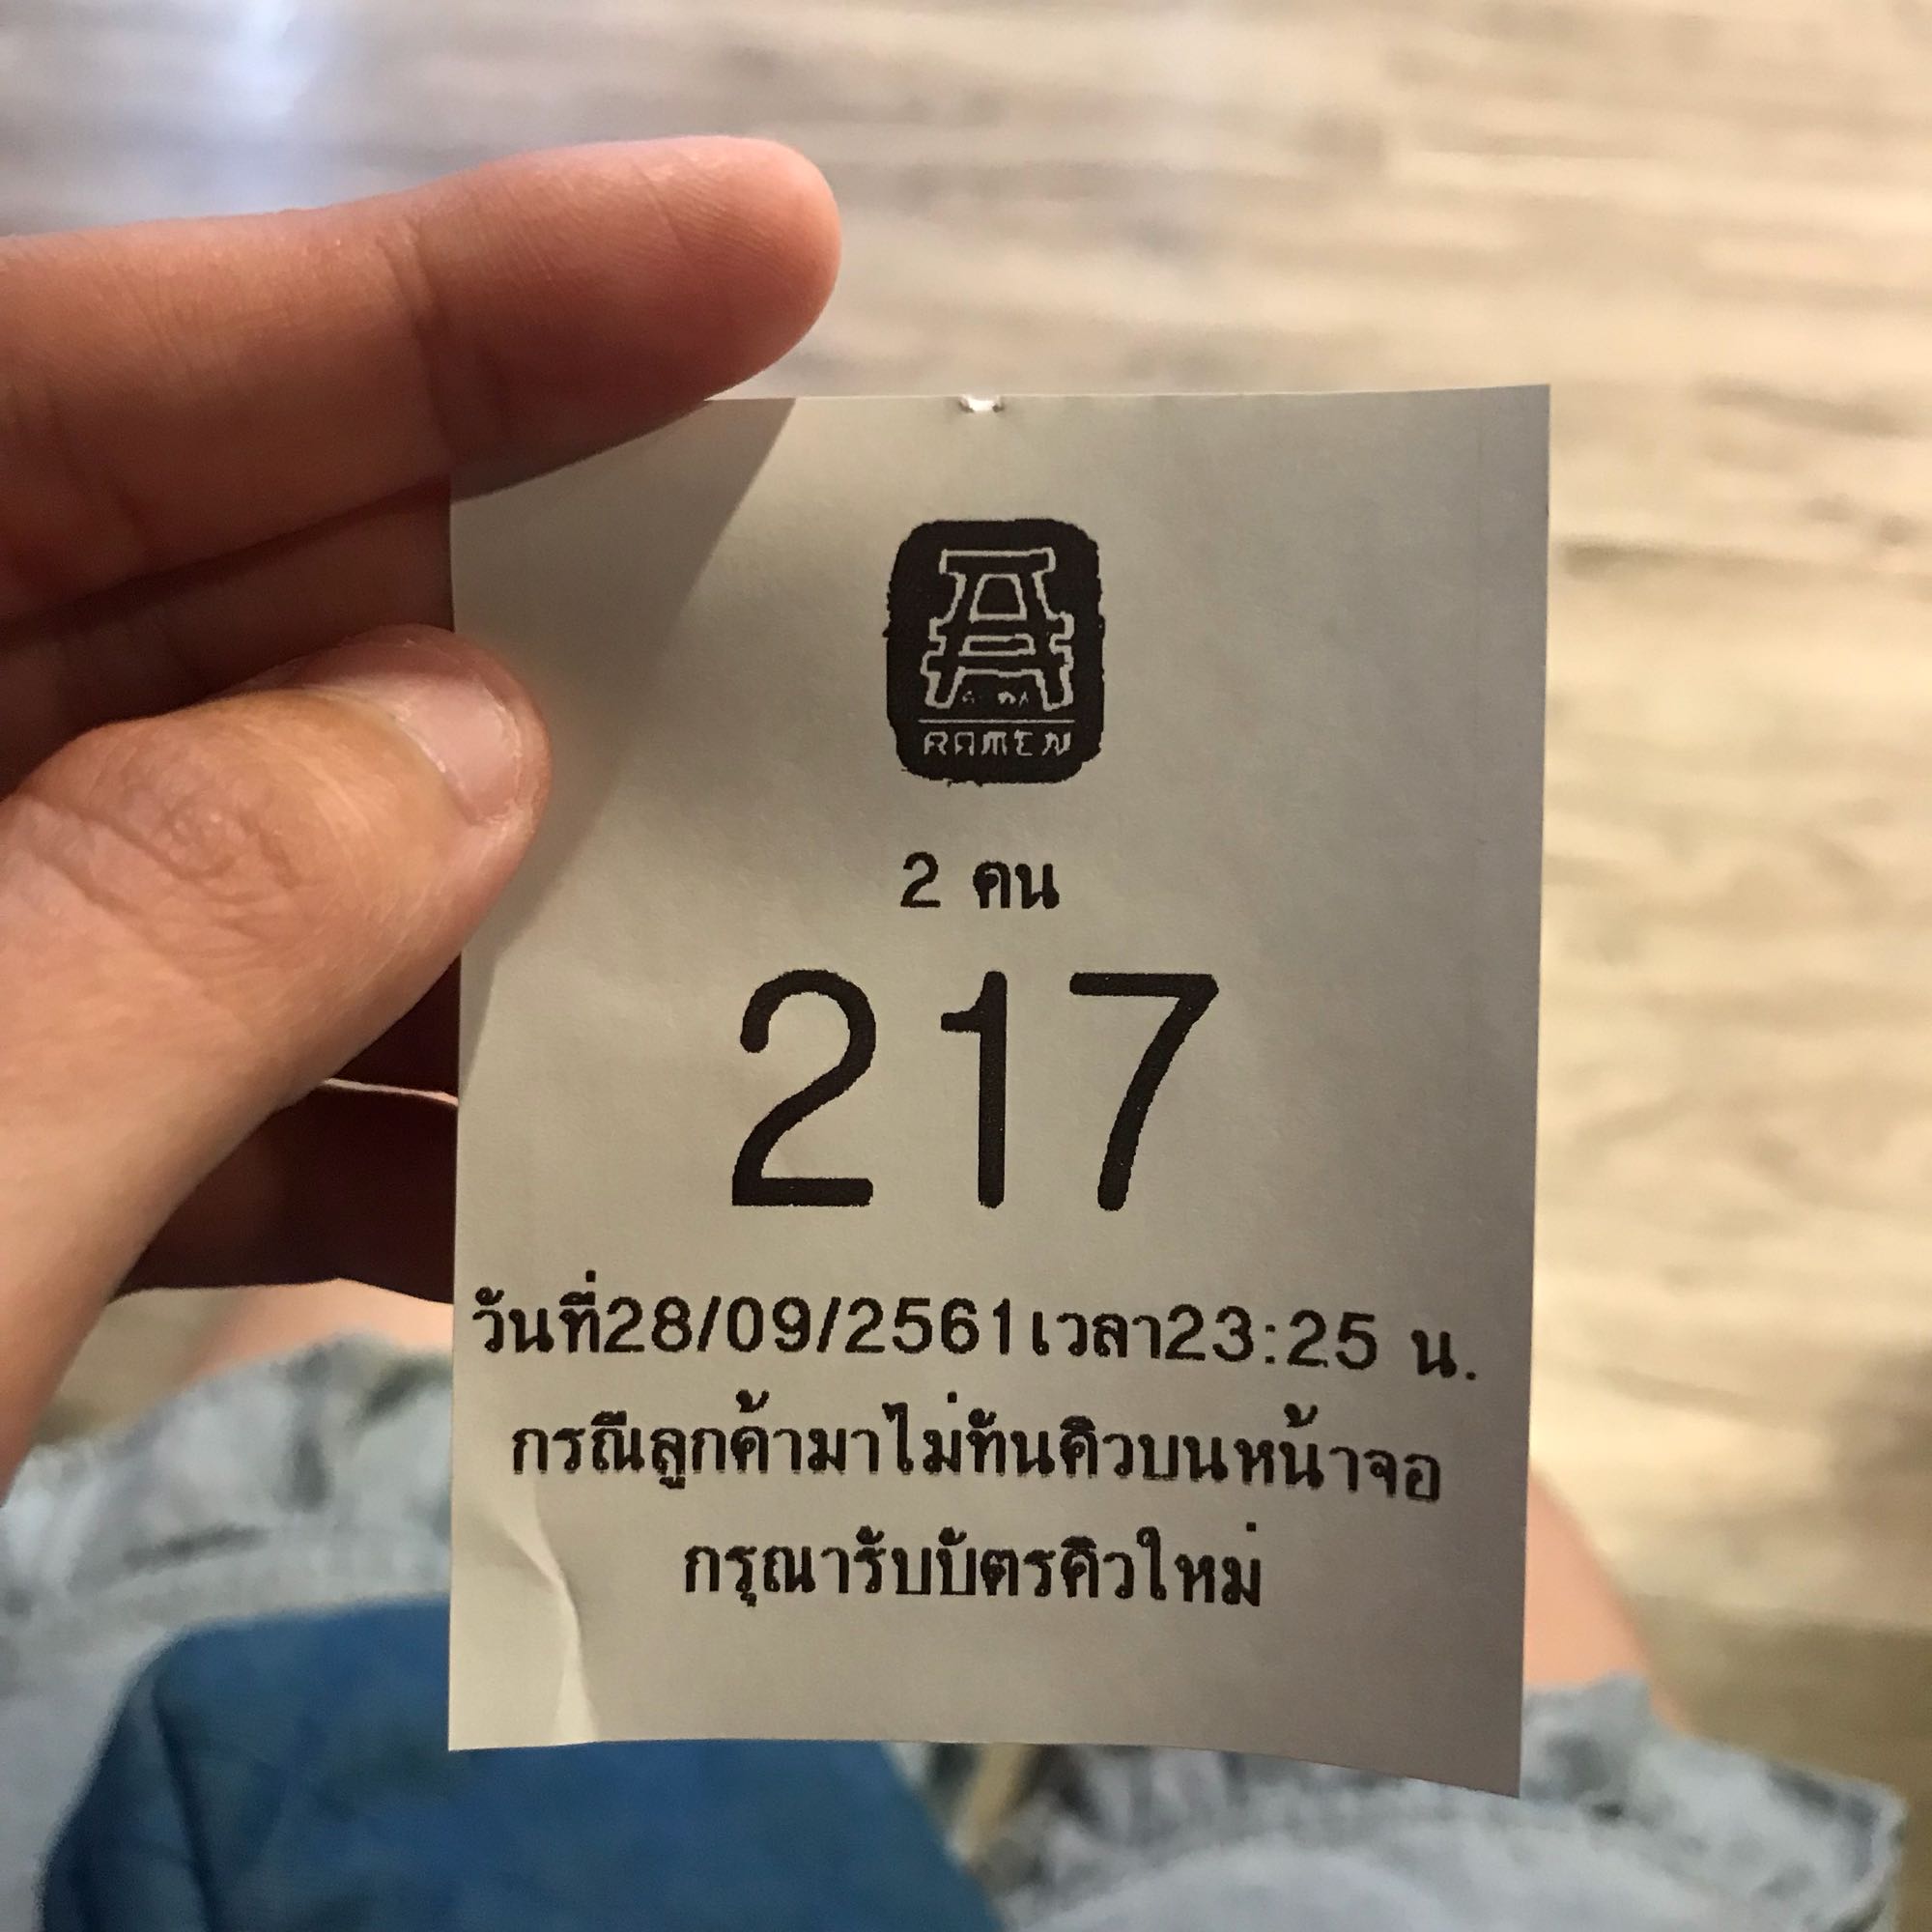 RAMEN
2 คน
217
วันที่28/09/2561เวลา23:25 น.
กรณีลูกค้ามาไม่ทันคิวบนหน้าจอ
กรุณารับบัตรคิวใหม่